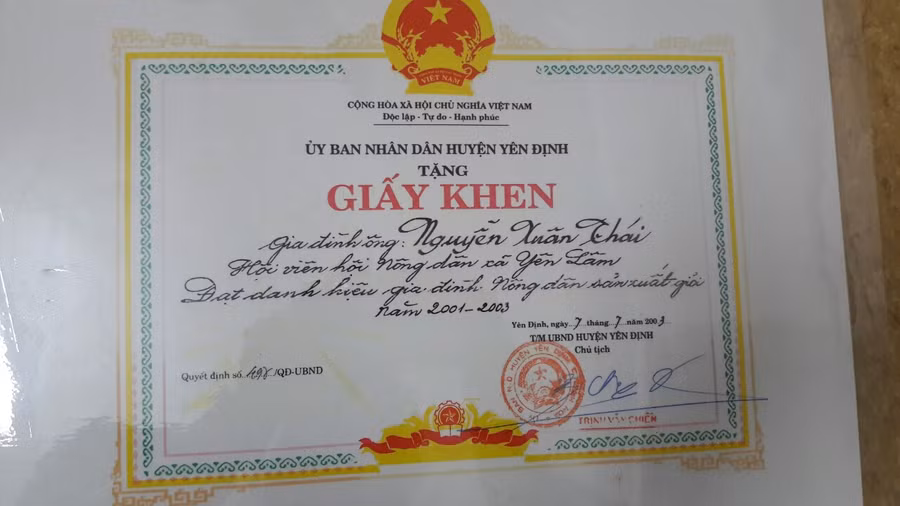 VIỆT NAM
CỘNG HÒA XÃ HỘI CHỦ NGHĨA VIỆT NAM
Độc lập - Tự do - Hạnh phúc
ỦY BAN NHÂN DÂN HUYỆN YÊN ĐỊNH
TẶNG
GIẤY KHEN
Gia đình ông: Nguyễn Xuân Thái
Hội viên hội Nông dân xã Yên Lâm
Đạt danh hiệu gia đình: Nông dân sản xuất giỏi
Năm 2001-2003
Yên Định, ngày 7 tháng 7 năm 2003
T/M UBND HUYỆN YÊN ĐỊNH
Chủ tịch
Quyết định số /QĐ-UBND
TRỊNH VĂN CHIẾN